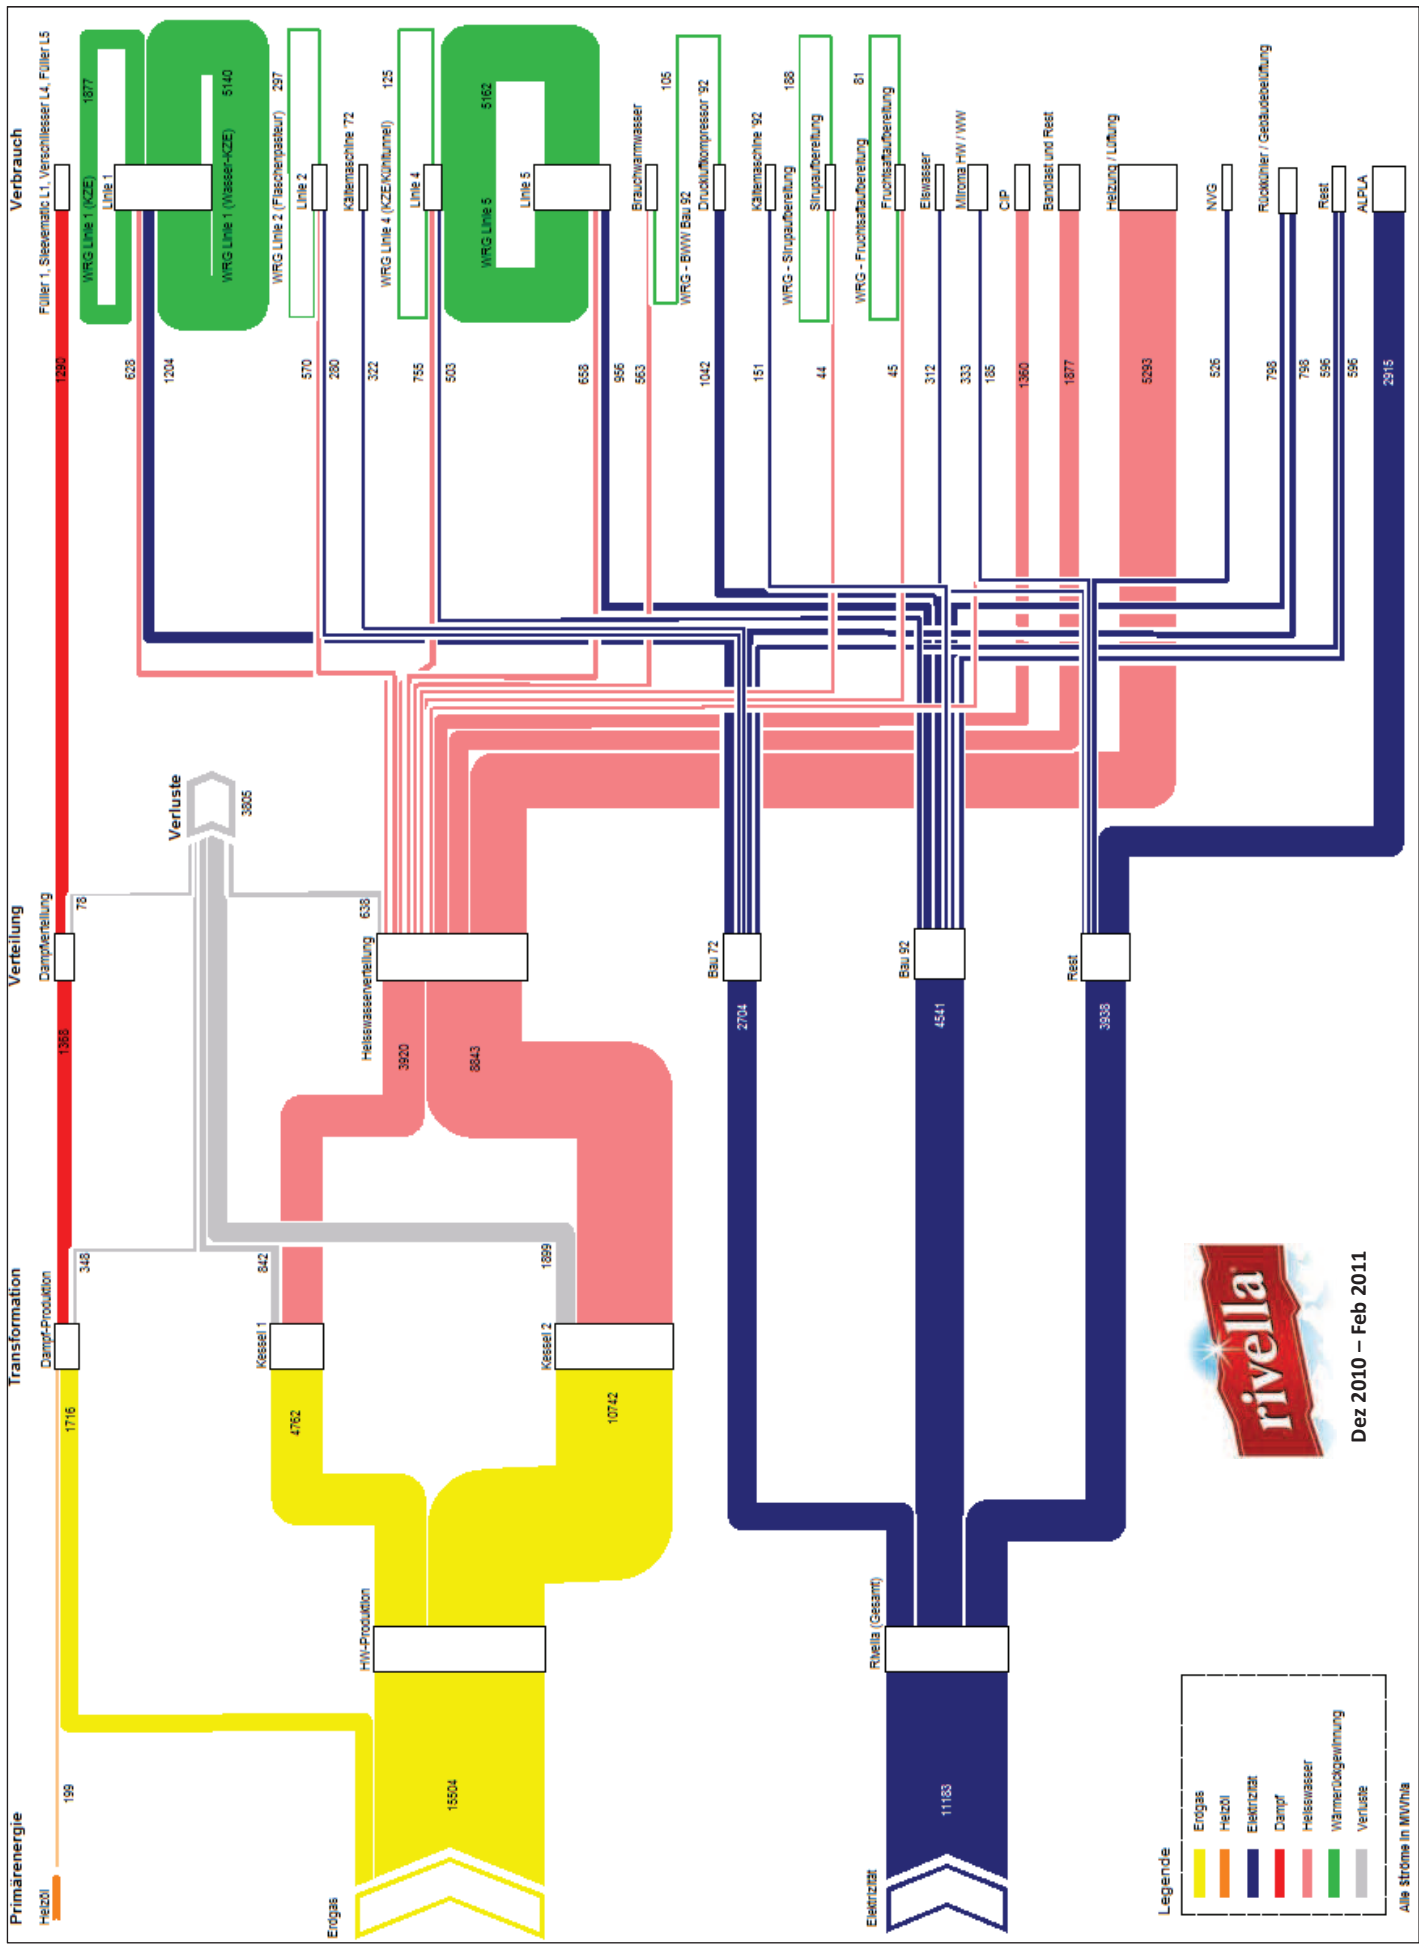 Primärenergie
Transformation
Verteilung
Verbrauch
Heizöl
199
Dampf-Produktion
1716
348
1368
Dampfverteilung
78
1290
Füller 1, Sleevematic L1, Verschliesser L4, Füller L5
WRG Linie 1 (KZE)
1877
628
Linie 1
1204
WRG Linie 1 (Wasser-KZE)
5140
Verluste
3805
WRG Linie 2 (Flaschenpasteur)
297
570
Linie 2
280
Kältemaschine '72
322
WRG Linie 4 (KZE/Kühltunnel)
125
755
Linie 4
503
WRG Linie 5
5162
Linie 5
658
956
Brauchwarmwasser
563
WRG - BWW Bau 92
105
Druckluftkompressor '92
1042
Kältemaschine '92
151
WRG - Sirupaufbereitung
188
Sirupaufbereitung
44
WRG - Fruchtsaftaufbereitung
81
Fruchtsaftaufbereitung
45
Eiswasser
312
Miroma HW / WW
333
185
CIP
1360
Bandlast und Rest
1877
Heizung / Lüftung
5293
NVG
526
Rückkühler / Gebäudebelüftung
798
798
Rest
596
596
ALPLA
2915
Erdgas
15504
HW-Produktion
4762
Kessel 1
842
10742
Kessel 2
1899
Heisswasserverteilung
638
3920
8843
Elektrizität
11183
Rivella (Gesamt)
Bau 72
2704
Bau 92
4541
Rest
3938
rivella
Dez 2010 – Feb 2011
Legende
Erdgas
Heizöl
Elektrizität
Dampf
Heisswasser
Wärmerückgewinnung
Verluste
Alle Ströme in MWh/a